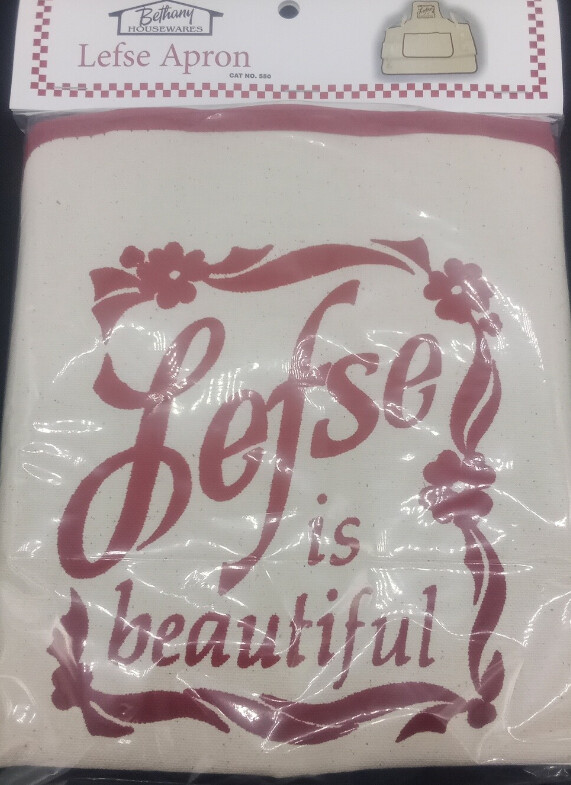 Bethany
HOUSEWARES
Lefse Apron
CAT NO. 580
Lefse
is
beautiful